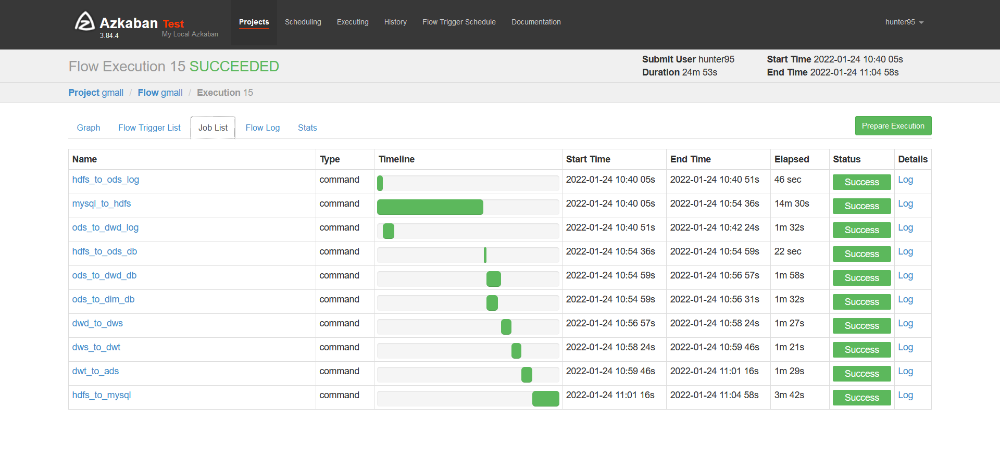 Azkaban Test
3.84.4 My Local Azkaban
Projects Scheduling Executing History Flow Trigger Schedule Documentation hunter95
Flow Execution 15 SUCCEEDED
Submit User hunter95 Start Time 2022-01-24 10:40 05s
Duration 24m 53s End Time 2022-01-24 11:04 58s
Project gmall / Flow gmall / Execution 15
Graph Flow Trigger List Job List Flow Log Stats Prepare Execution
Name Type Timeline Start Time End Time Elapsed Status Details
hdfs_to_ods_log command 2022-01-24 10:40 05s 2022-01-24 10:40 51s 46 sec Success Log
mysql_to_hdfs command 2022-01-24 10:40 05s 2022-01-24 10:54 36s 14m 30s Success Log
ods_to_dwd_log command 2022-01-24 10:40 51s 2022-01-24 10:42 24s 1m 32s Success Log
hdfs_to_ods_db command 2022-01-24 10:54 36s 2022-01-24 10:54 59s 22 sec Success Log
ods_to_dwd_db command 2022-01-24 10:54 59s 2022-01-24 10:56 57s 1m 58s Success Log
ods_to_dim_db command 2022-01-24 10:54 59s 2022-01-24 10:56 31s 1m 32s Success Log
dwd_to_dws command 2022-01-24 10:56 57s 2022-01-24 10:58 24s 1m 27s Success Log
dws_to_dwt command 2022-01-24 10:58 24s 2022-01-24 10:59 46s 1m 21s Success Log
dwt_to_ads command 2022-01-24 10:59 46s 2022-01-24 11:01 16s 1m 29s Success Log
hdfs_to_mysql command 2022-01-24 11:01 16s 2022-01-24 11:04 58s 3m 42s Success Log